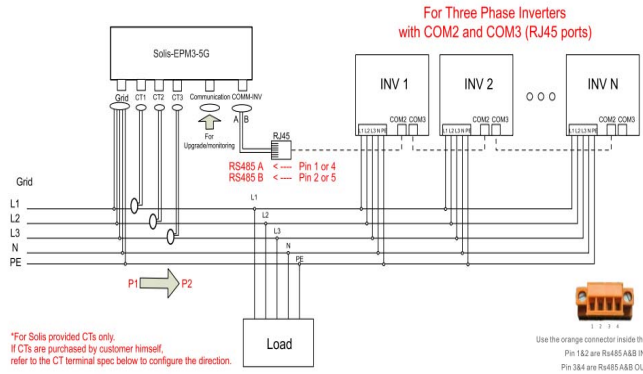 For Three Phase Inverters
with COM2 and COM3 (RJ45 ports)
Solis-EPM3-5G
Grid CT1 CT2 CT3 Communication COMM-INV
A B
For
Upgrade/monitoring
RJ45
RS485 A <---- Pin 1 or 4
RS485 B <---- Pin 2 or 5
INV 1
COM2 COM3
L1 L2 L3 N PE
INV 2
COM2 COM3
L1 L2 L3 N PE
INV N
COM2 COM3
L1 L2 L3 N PE
Grid
L1
L2
L3
N
PE
L1
L2
L3
N
PE
P1 P2
Load
*For Solis provided CTs only.
If CTs are purchased by customer himself,
refer to the CT terminal spec below to configure the direction.
1 2 3 4
Use the orange connector inside th
Pin 1&2 are Rs485 A&B IN
Pin 3&4 are Rs485 A&B OU